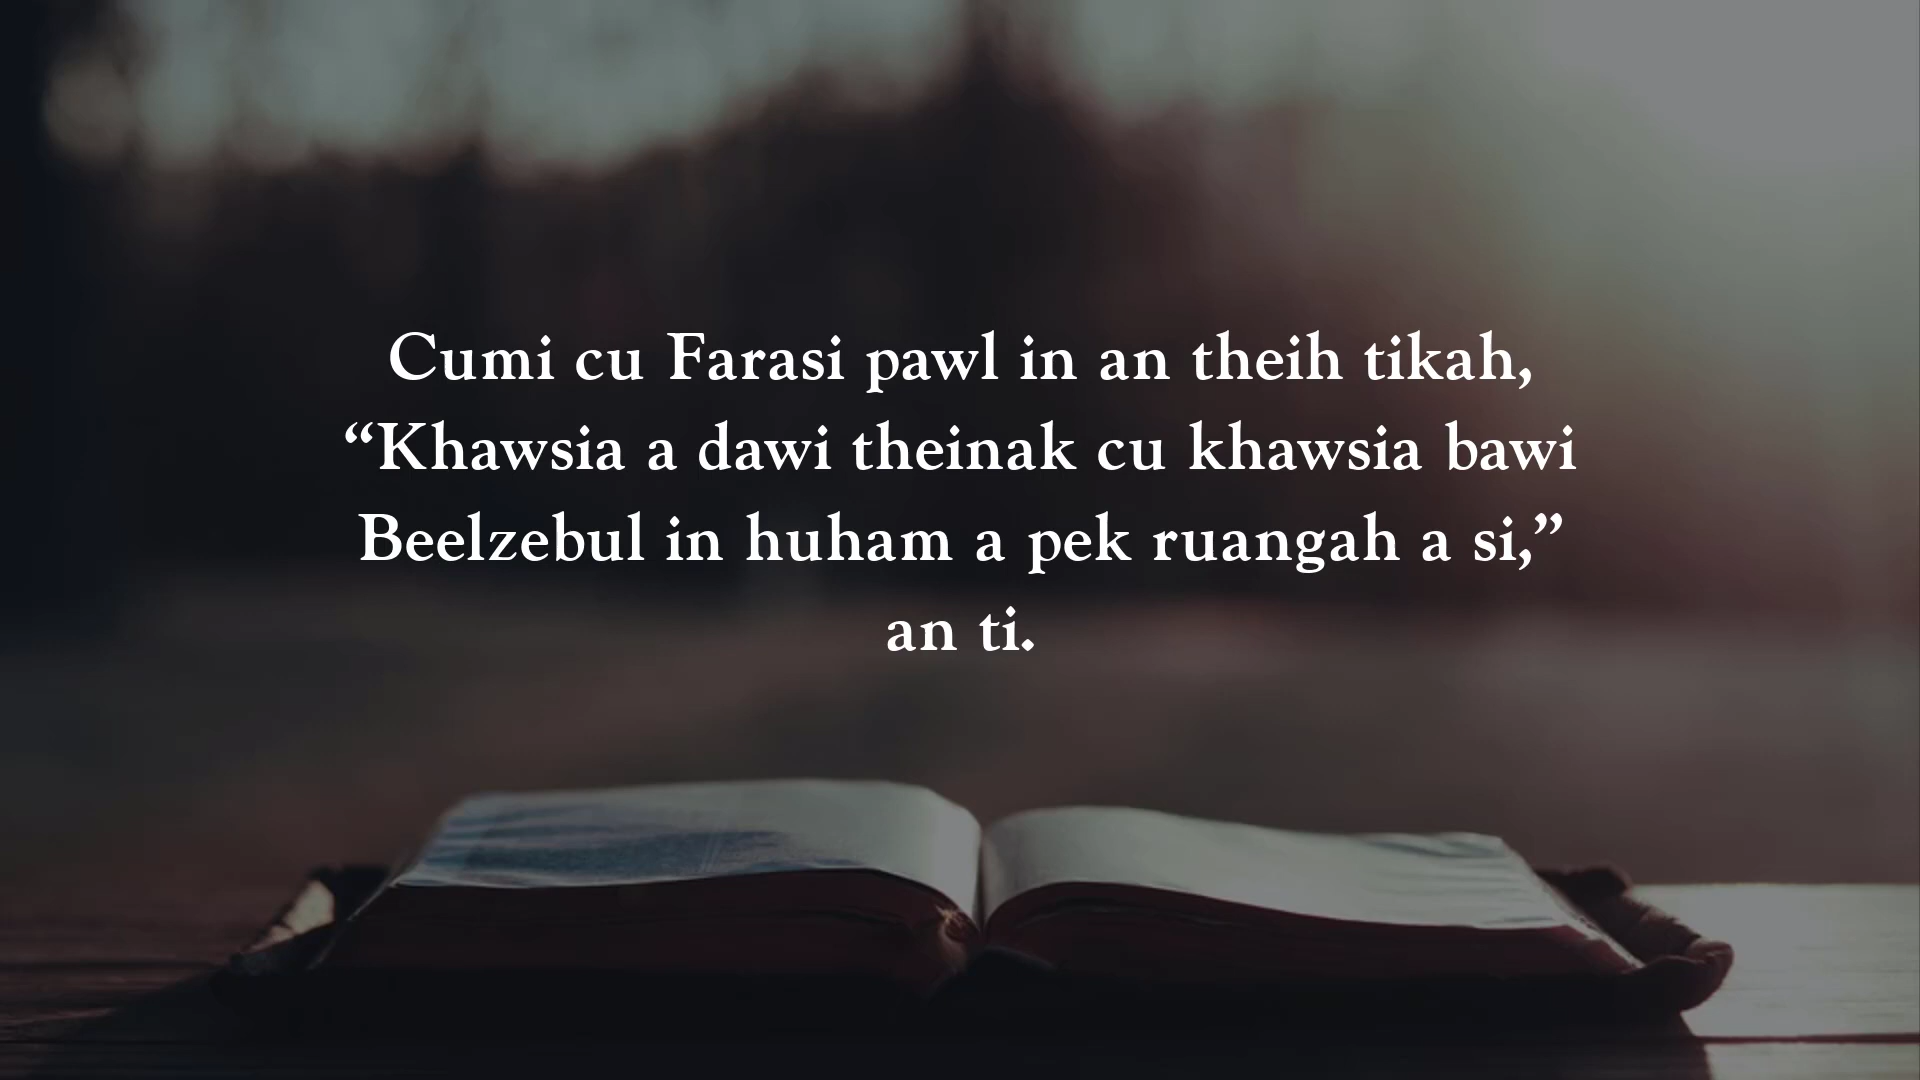 Cumi cu Farasi pawl in an theih tikah,
“Khawsia a dawi theinak cu khawsia bawi
Beelzebul in huham a pek ruangah a si,”
an ti.